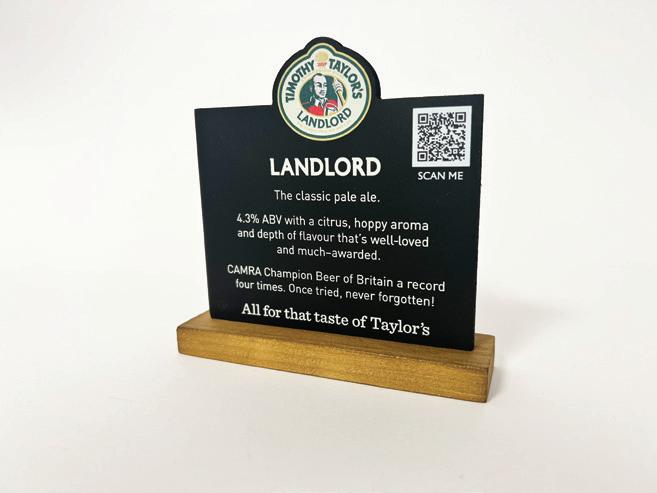 TIMOTHY TAYLOR'S
LANDLORD
LANDLORD
SCAN ME
The classic pale ale.
4.3% ABV with a citrus, hoppy aroma
and depth of flavour that's well-loved
and much-awarded.
CAMRA Champion Beer of Britain a record
four times. Once tried, never forgotten!
All for that taste of Taylor's